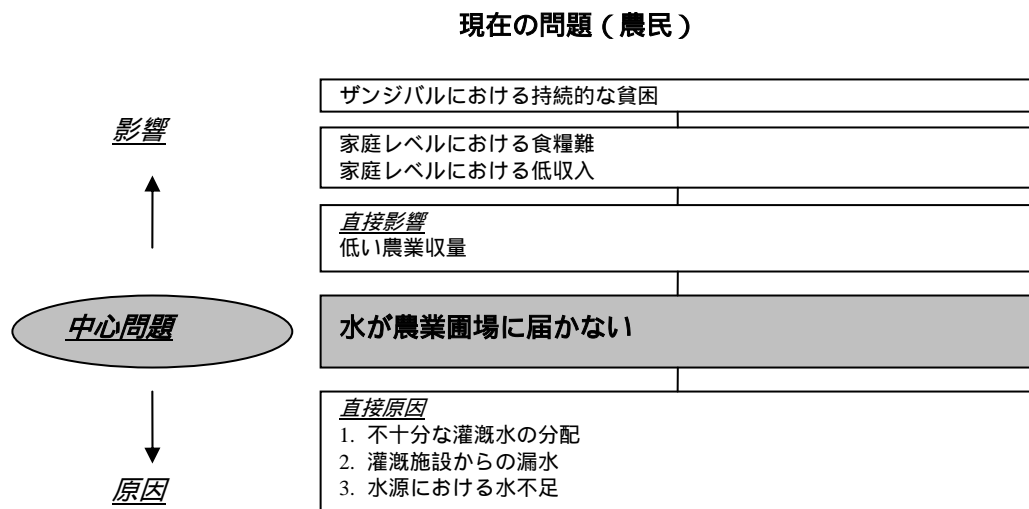 現在の問題（農民）
ザンジバルにおける持続的な貧困
影響
家庭レベルにおける食糧難
家庭レベルにおける低収入
直接影響
低い農業収量
中心問題
水が農業圃場に届かない
直接原因
1. 不十分な灌漑水の分配
2. 灌漑施設からの漏水
3. 水源における水不足
原因